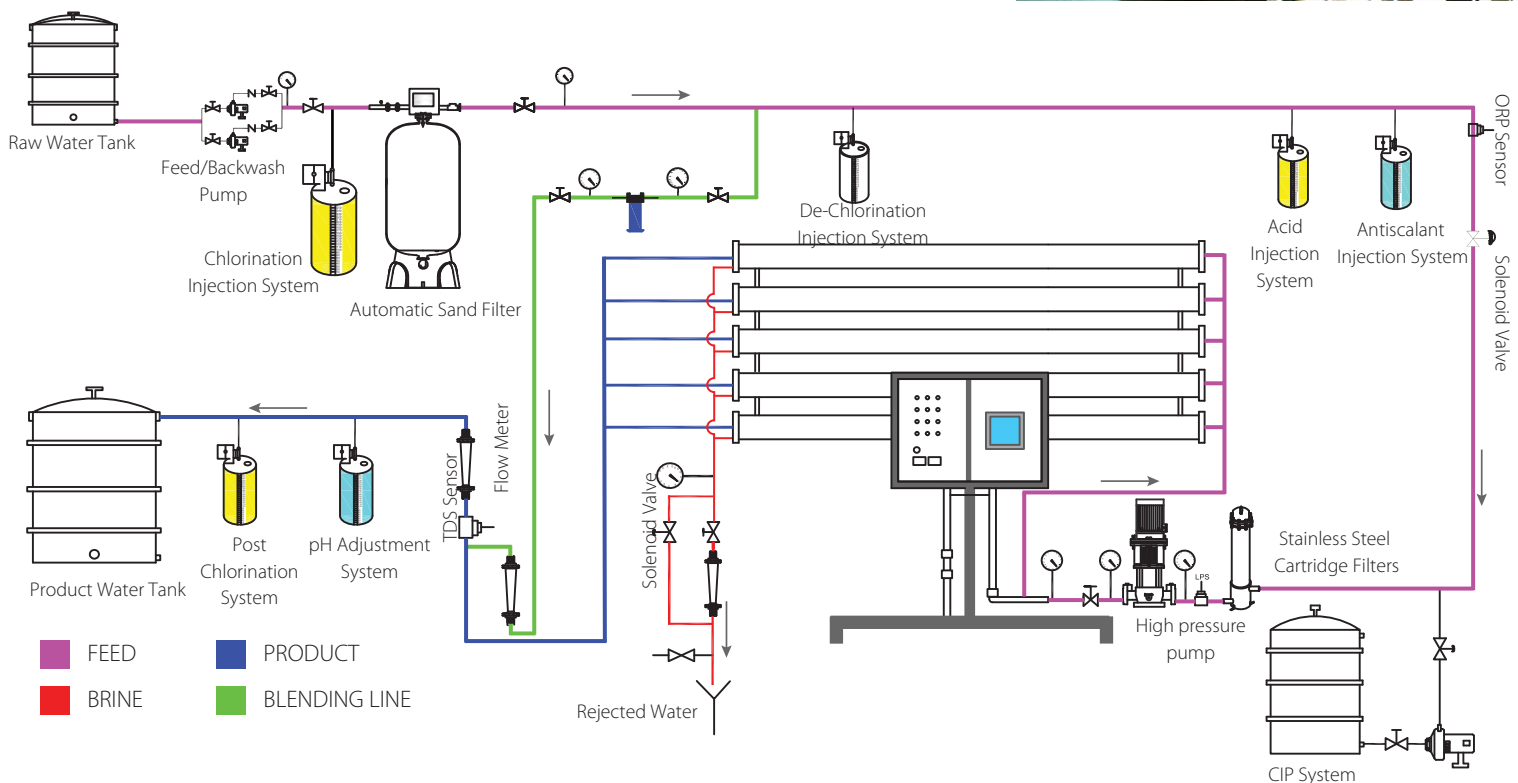 Raw Water Tank
Feed/Backwash
Pump
Chlorination
Injection System
Automatic Sand Filter
De-Chlorination
Injection System
Acid
Injection
System
Antiscalant
Injection System
ORP Sensor
Solenoid Valve
Product Water Tank
Post
Chlorination
System
pH Adjustment
System
TDS Sensor
Flow Meter
Solenoid Valve
Rejected Water
LPS
High pressure
pump
Stainless Steel
Cartridge Filters
CIP System
FEED
PRODUCT
BRINE
BLENDING LINE
N
N